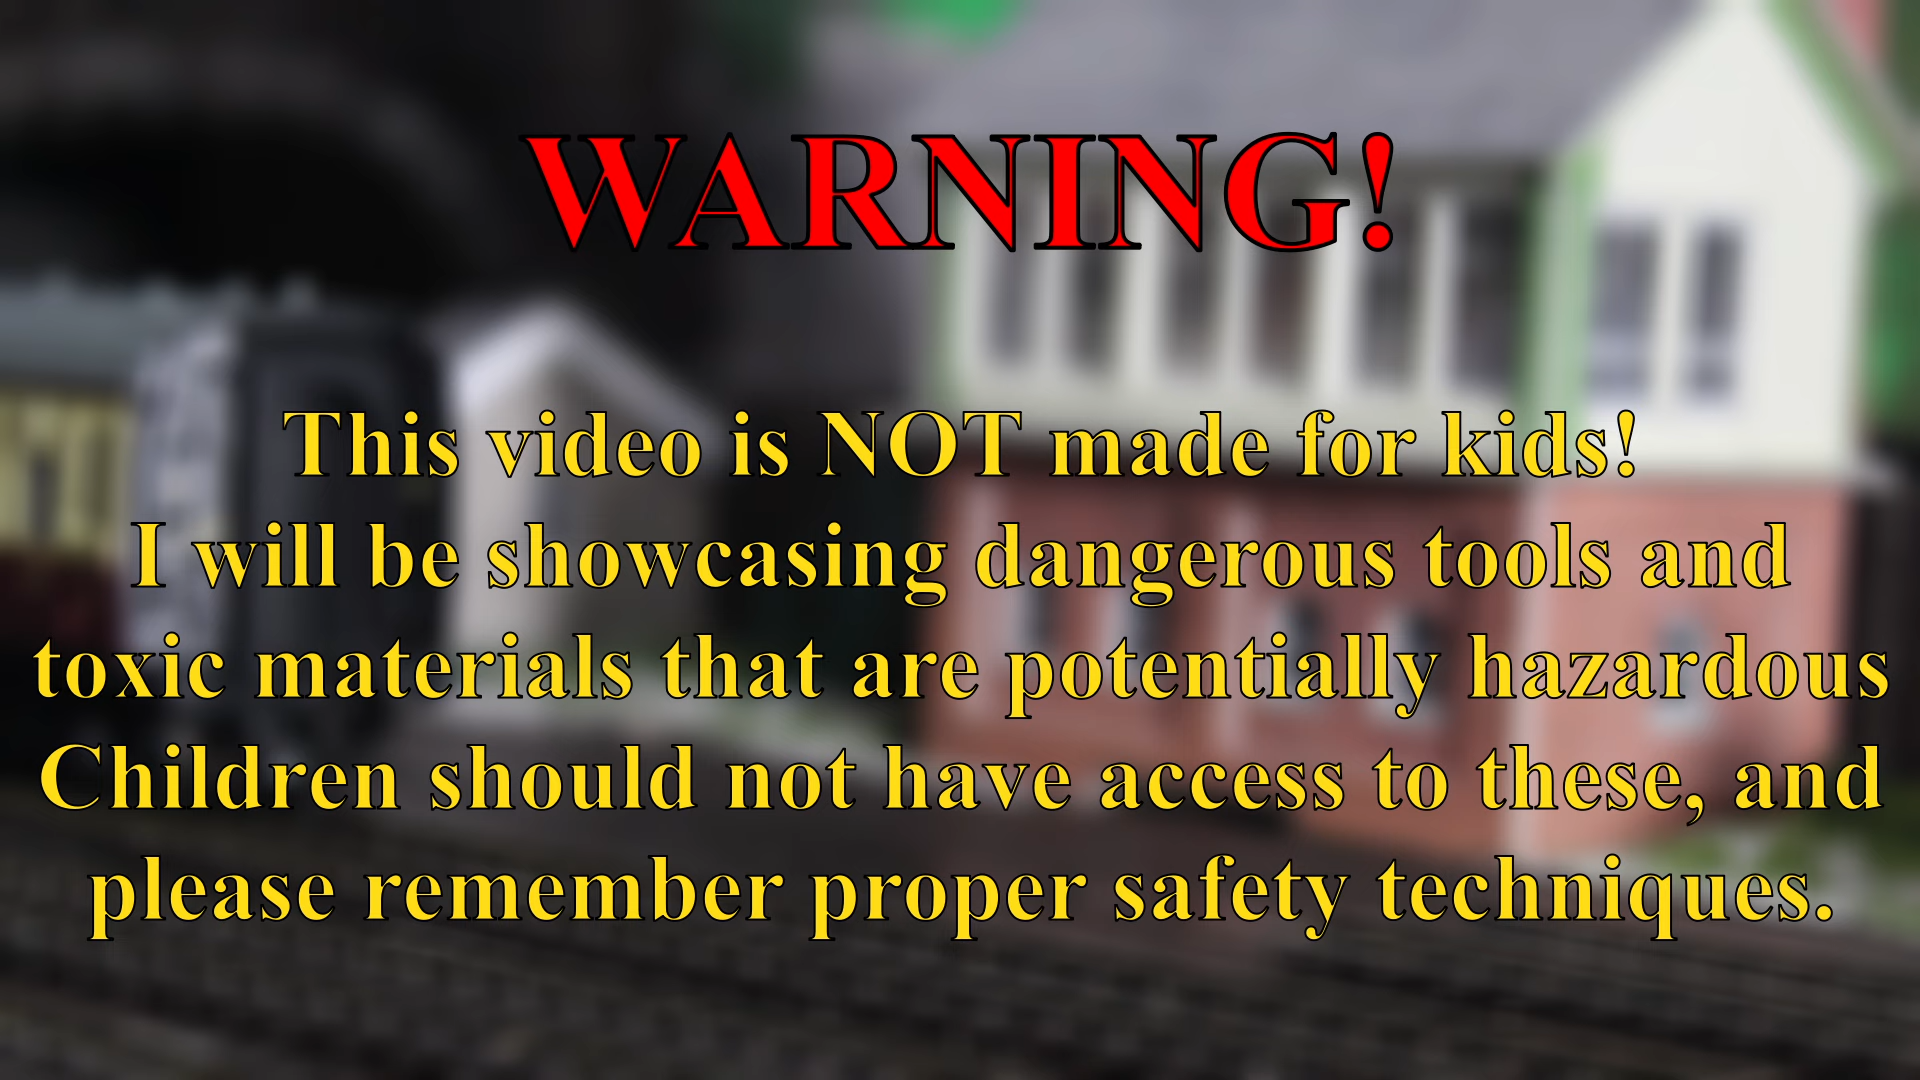 WARNING!
This video is NOT made for kids!
I will be showcasing dangerous tools and
toxic materials that are potentially hazardous
Children should not have access to these, and
please remember proper safety techniques.